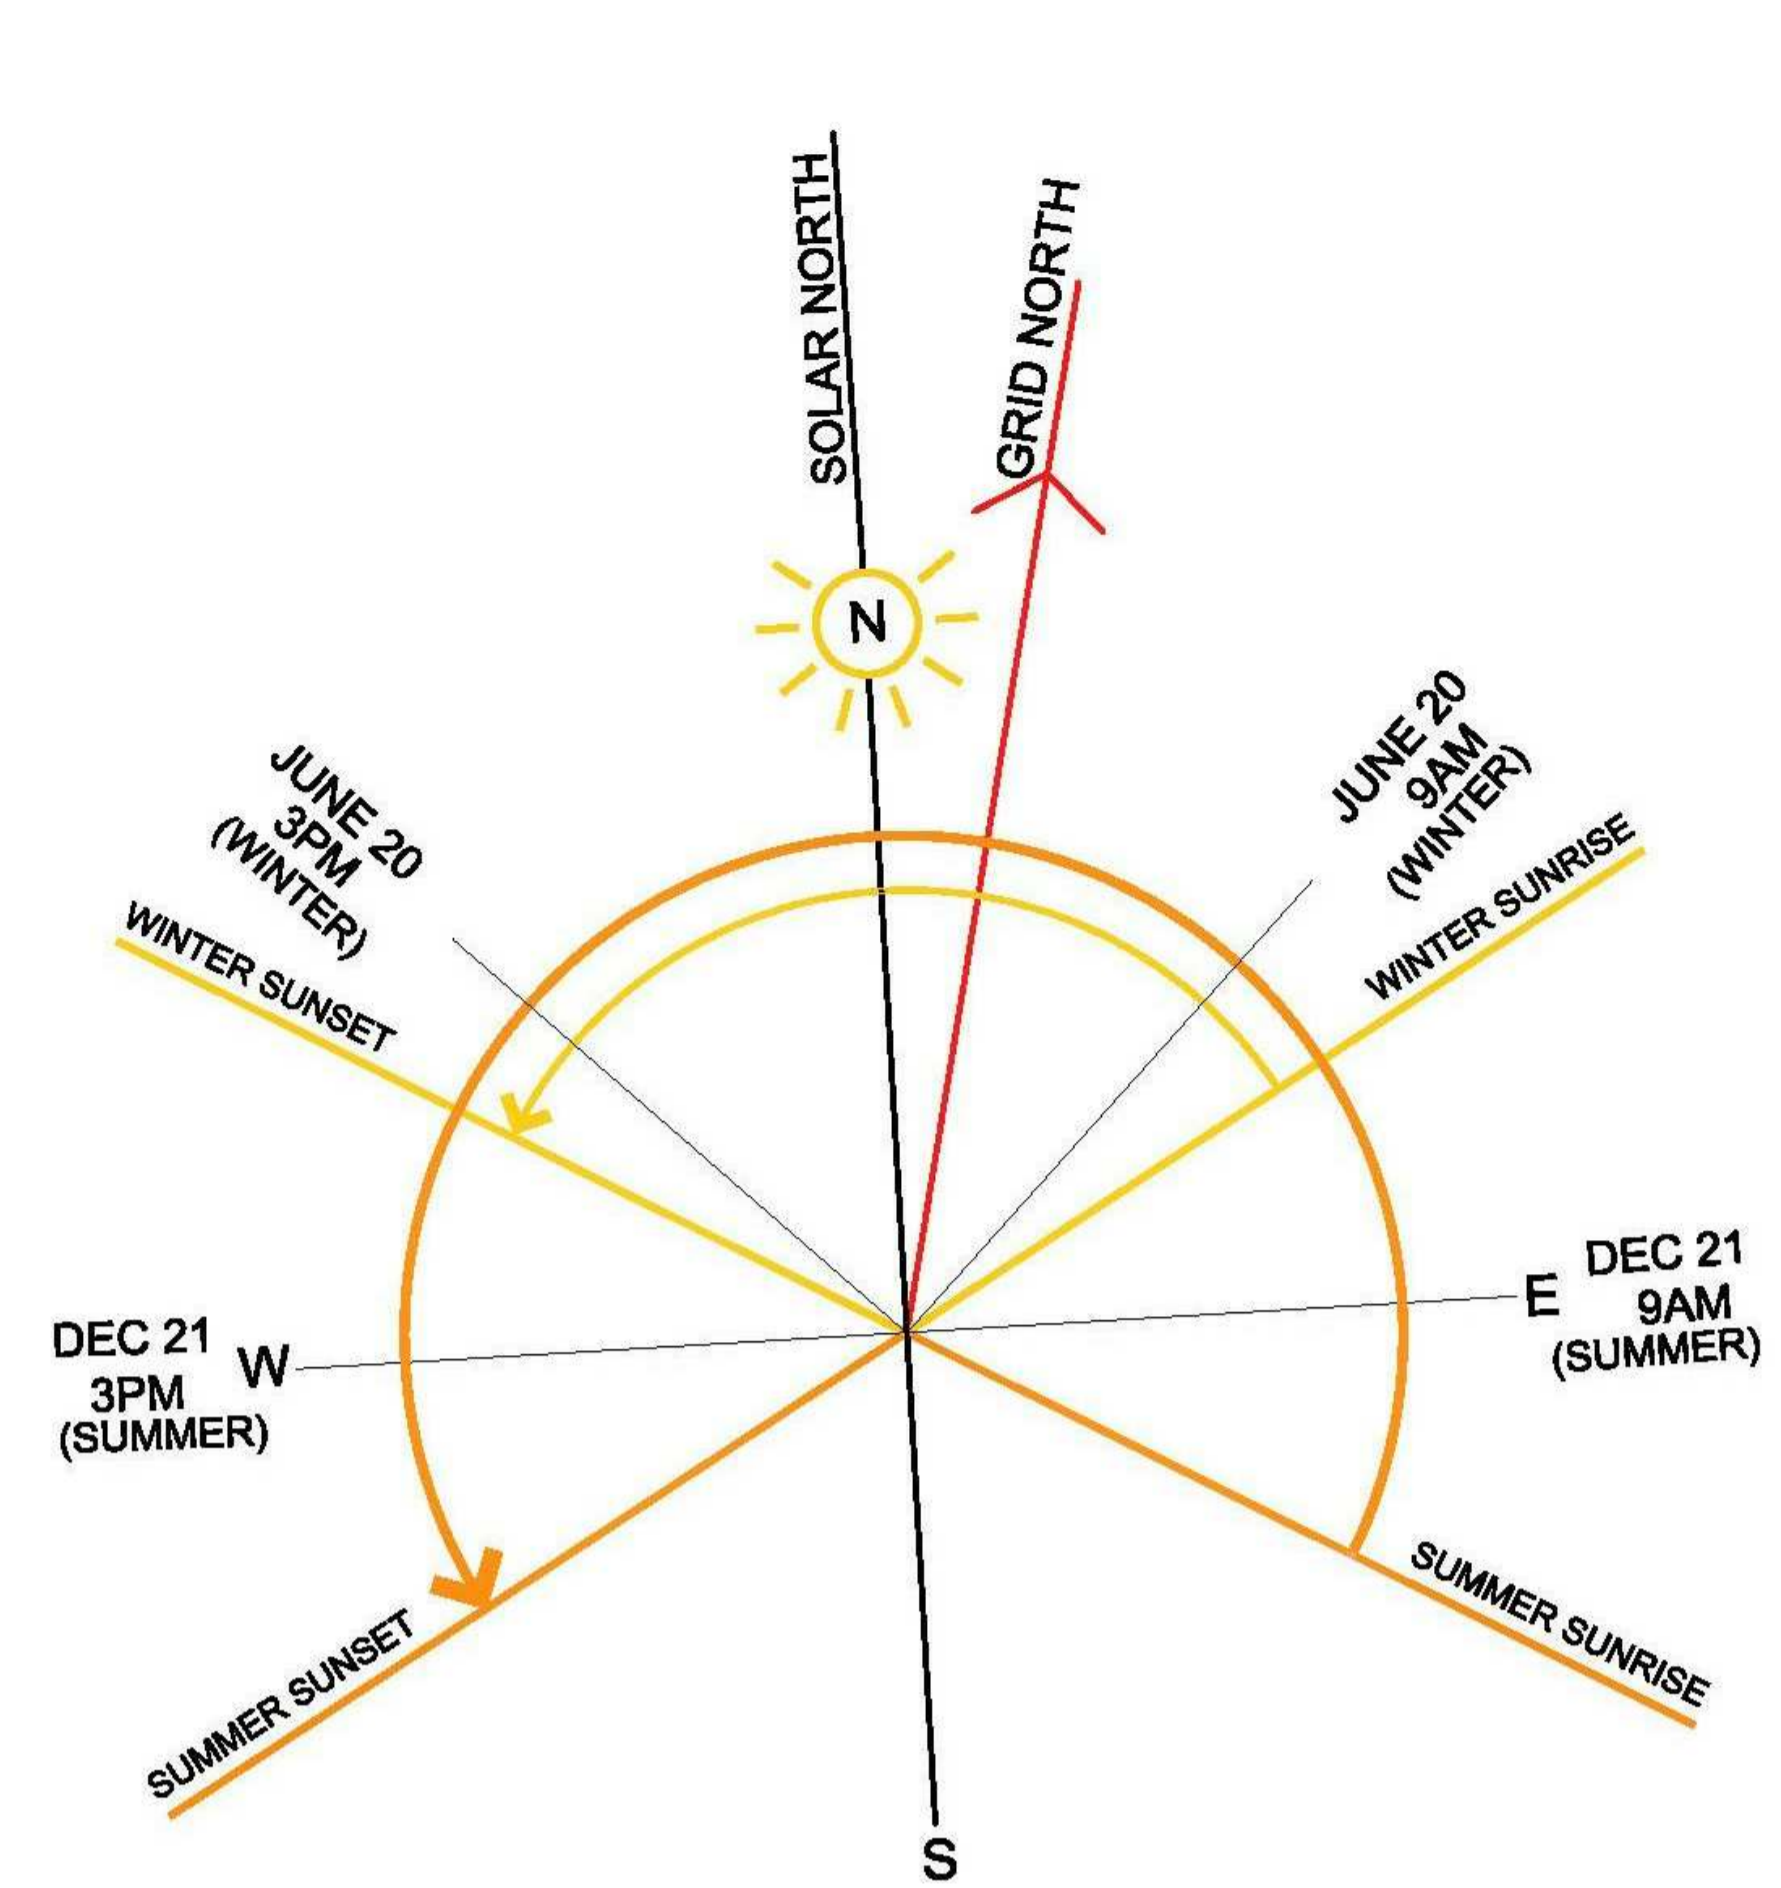 SOLAR NORTH
GRID NORTH
N
JUNE 20
3PM
(WINTER)
JUNE 20
9AM
(WINTER)
WINTER SUNSET
WINTER SUNRISE
DEC 21
3PM
(SUMMER)
W
E
DEC 21
9AM
(SUMMER)
SUMMER SUNSET
SUMMER SUNRISE
S